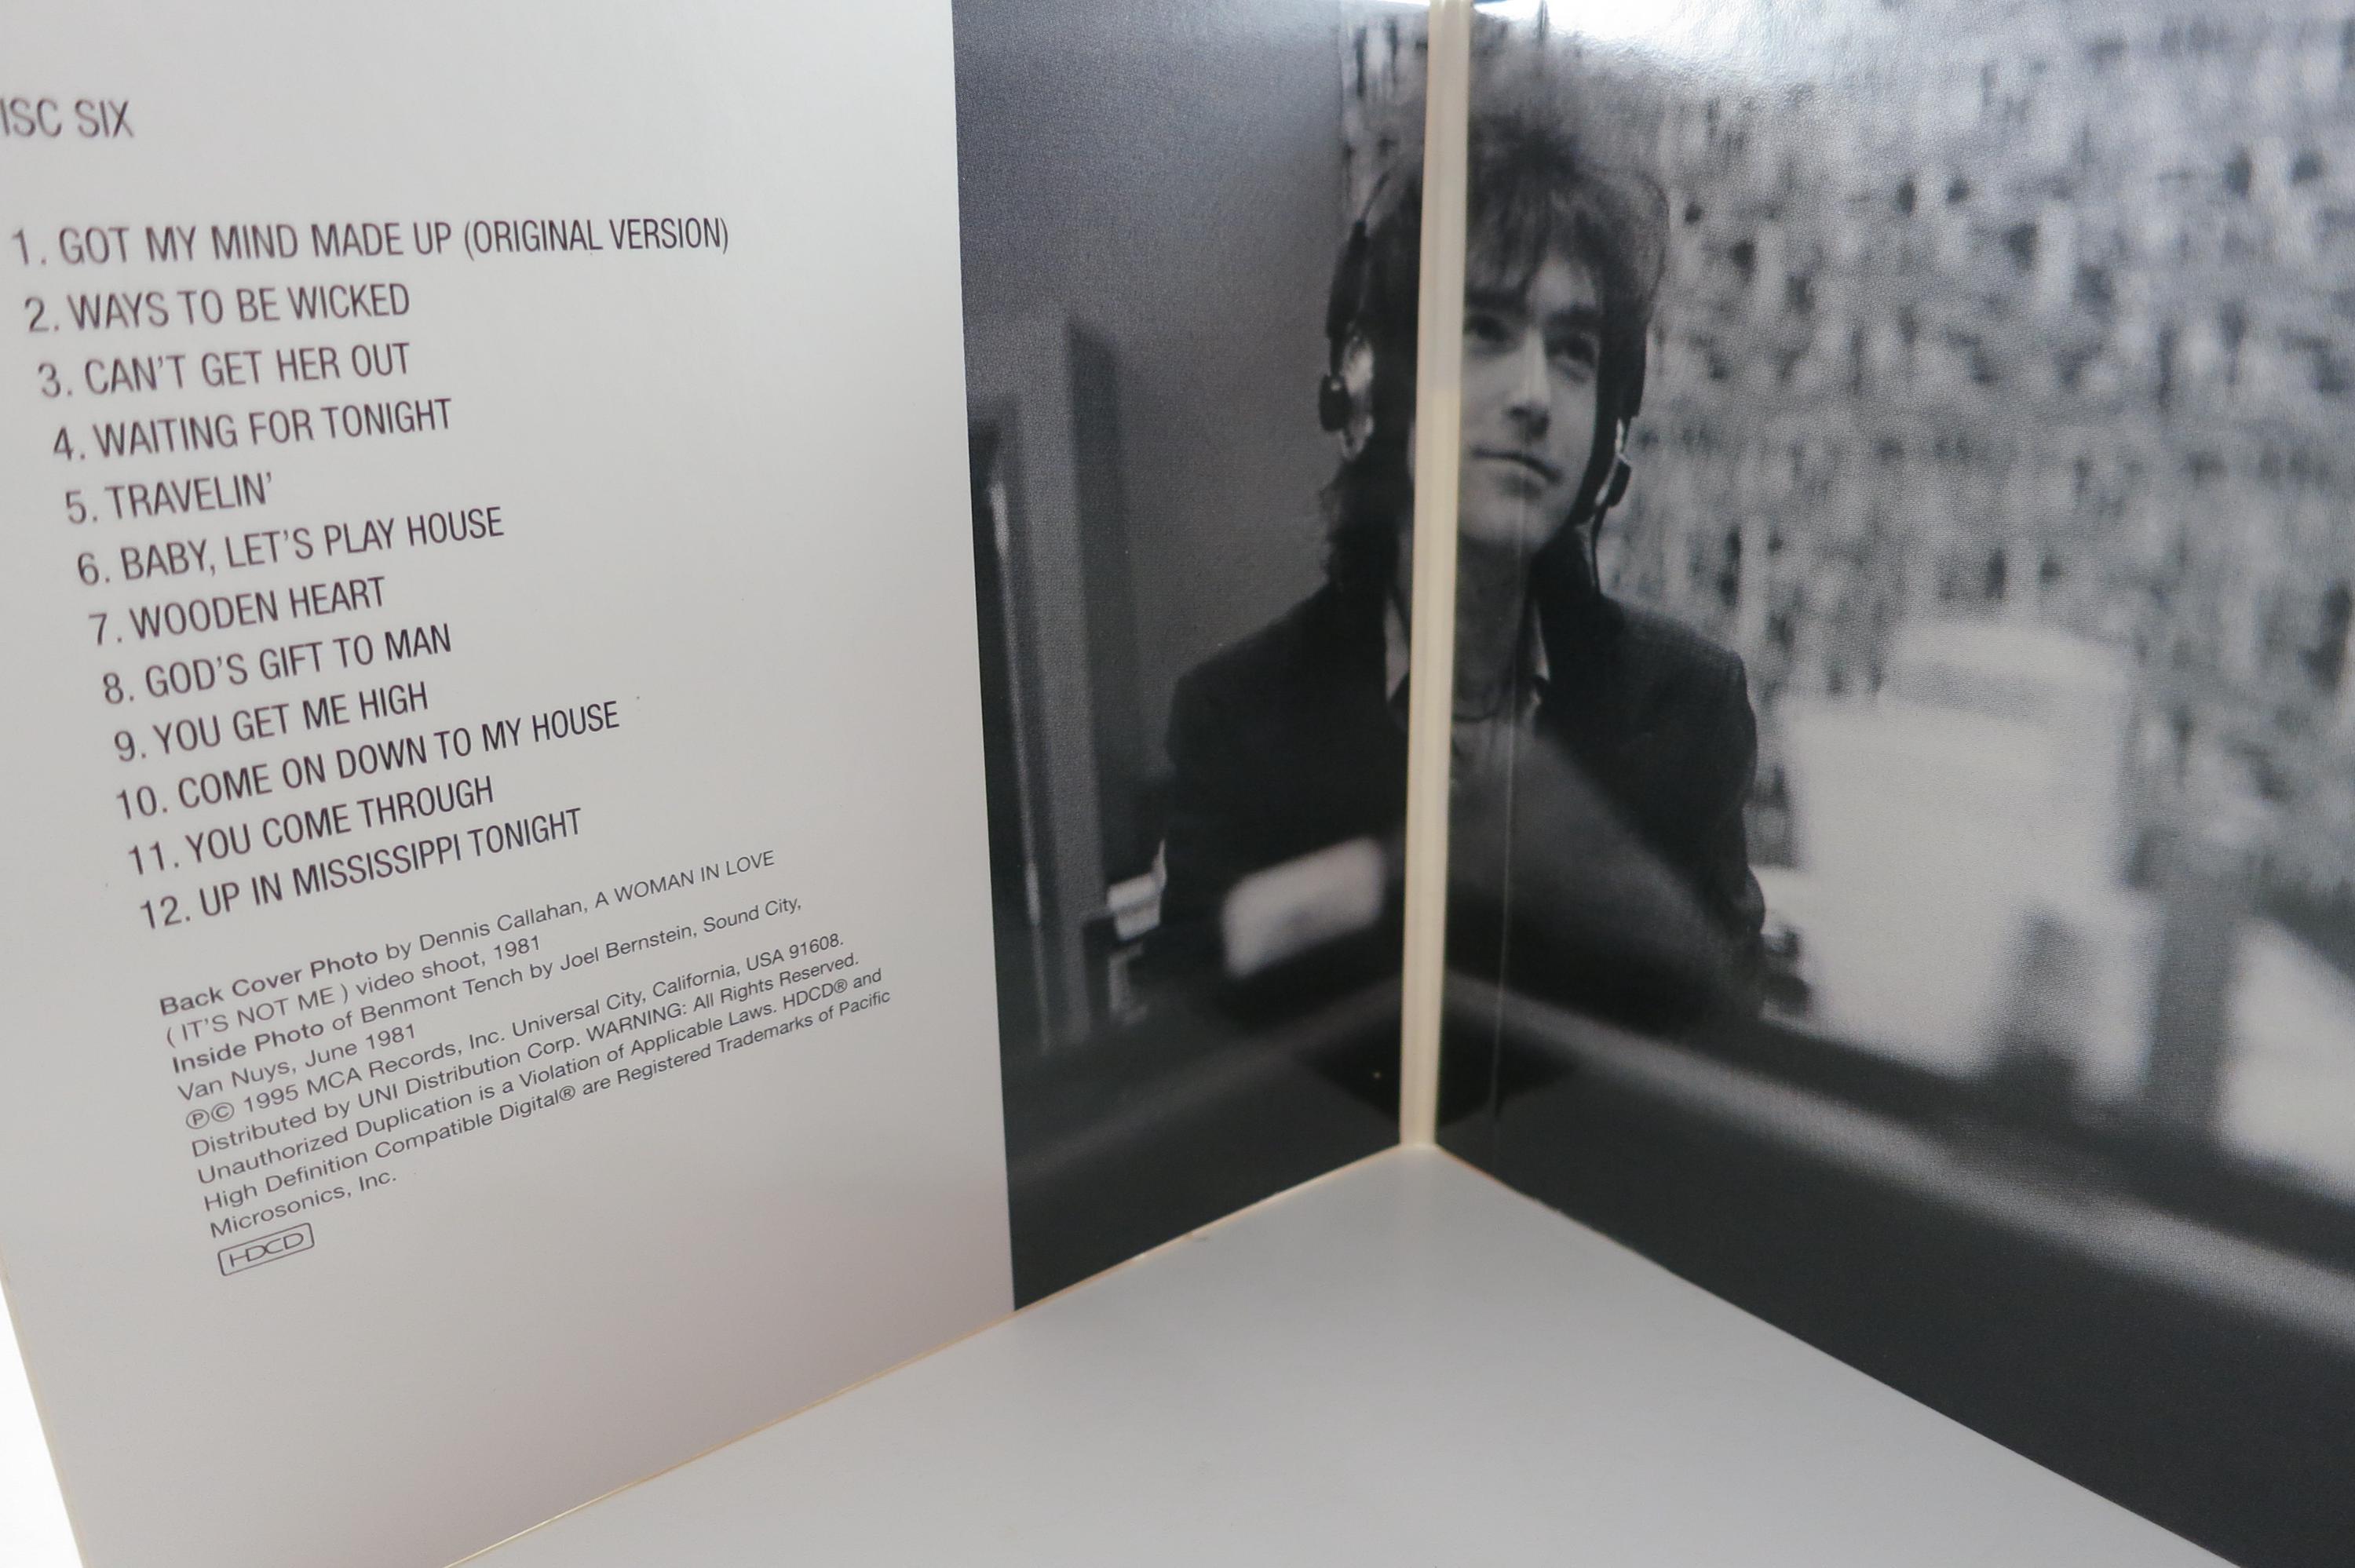 ISC SIX
1. GOT MY MIND MADE UP (ORIGINAL VERSION)
2. WAYS TO BE WICKED
3. CAN'T GET HER OUT
4. WAITING FOR TONIGHT
5. TRAVELIN'
6. BABY, LET'S PLAY HOUSE
7. WOODEN HEART
8. GOD'S GIFT TO MAN
9. YOU GET ME HIGH
10. COME ON DOWN TO MY HOUSE
11. YOU COME THROUGH
12. UP IN MISSISSIPPI TONIGHT
Back Cover Photo by Dennis Callahan, A WOMAN IN LOVE
( IT'S NOT ME ) video shoot, 1981
Inside Photo of Benmont Tench by Joel Bernstein, Sound City,
Van Nuys, June 1981
℗© 1995 MCA Records, Inc. Universal City, California, USA 91608.
Distributed by UNI Distribution Corp. WARNING: All Rights Reserved.
Unauthorized Duplication is a Violation of Applicable Laws. HDCD® and
High Definition Compatible Digital® are Registered Trademarks of Pacific
Microsonics, Inc.
HDCD